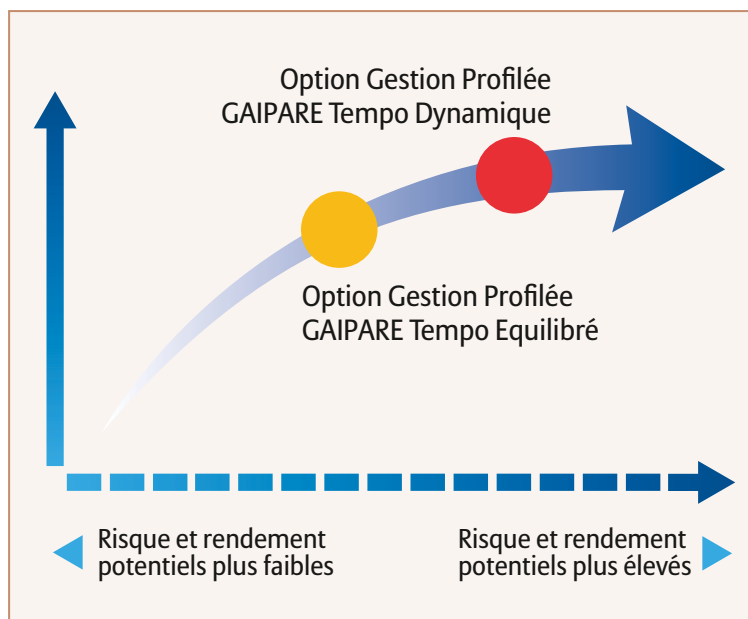 Option Gestion Profilée
GAIPARE Tempo Dynamique
Option Gestion Profilée
GAIPARE Tempo Equilibré
Risque et rendement
potentiels plus faibles
Risque et rendement
potentiels plus élevés